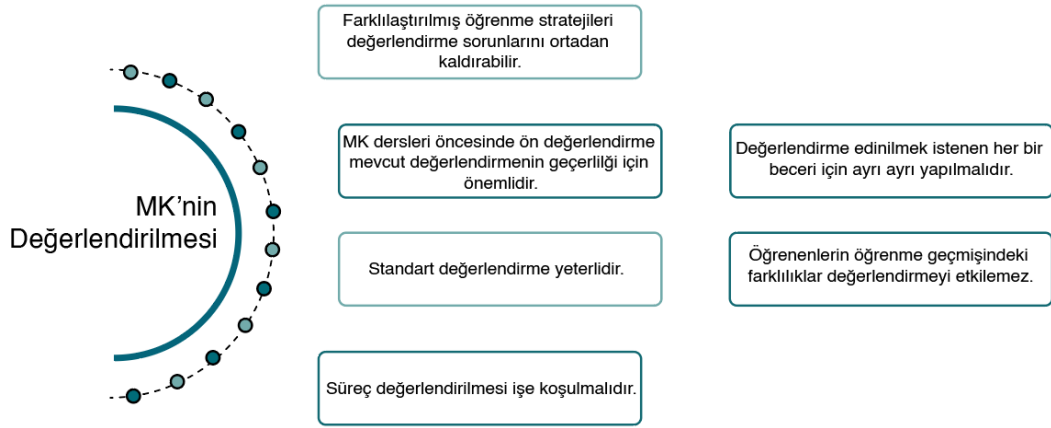 Farklılaştırılmış öğrenme stratejileri
değerlendirme sorunlarını ortadan
kaldırabilir.
MK dersleri öncesinde ön değerlendirme
mevcut değerlendirmenin geçerlilği için
önemlidir.
Değerlendirme edinilmek istenen her bir
beceri için ayrı ayrı yapılmalıdır.
MK’nin
Değerlendirilmesi
Standart değerlendirme yeterlidir.
Öğrenenlerin öğrenme geçmişindeki
farklılıklar değerlendirmeyi etkilemez.
Süreç değerlendirilmesi işe koşulmalıdır.